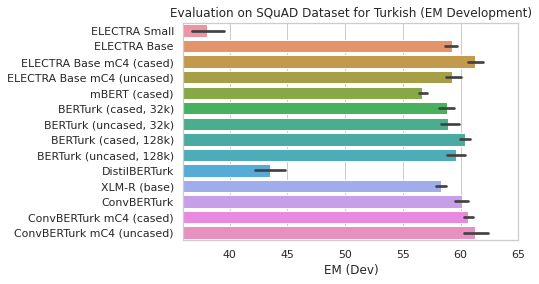 Evaluation on SQuAD Dataset for Turkish (EM Development)
ELECTRA Small
ELECTRA Base
ELECTRA Base mC4 (cased)
ELECTRA Base mC4 (uncased)
mBERT (cased)
BERTurk (cased, 32k)
BERTurk (uncased, 32k)
BERTurk (cased, 128k)
BERTurk (uncased, 128k)
DistilBERTurk
XLM-R (base)
ConvBERTurk
ConvBERTurk mC4 (cased)
ConvBERTurk mC4 (uncased)
40 45 50 55 60 65
EM (Dev)